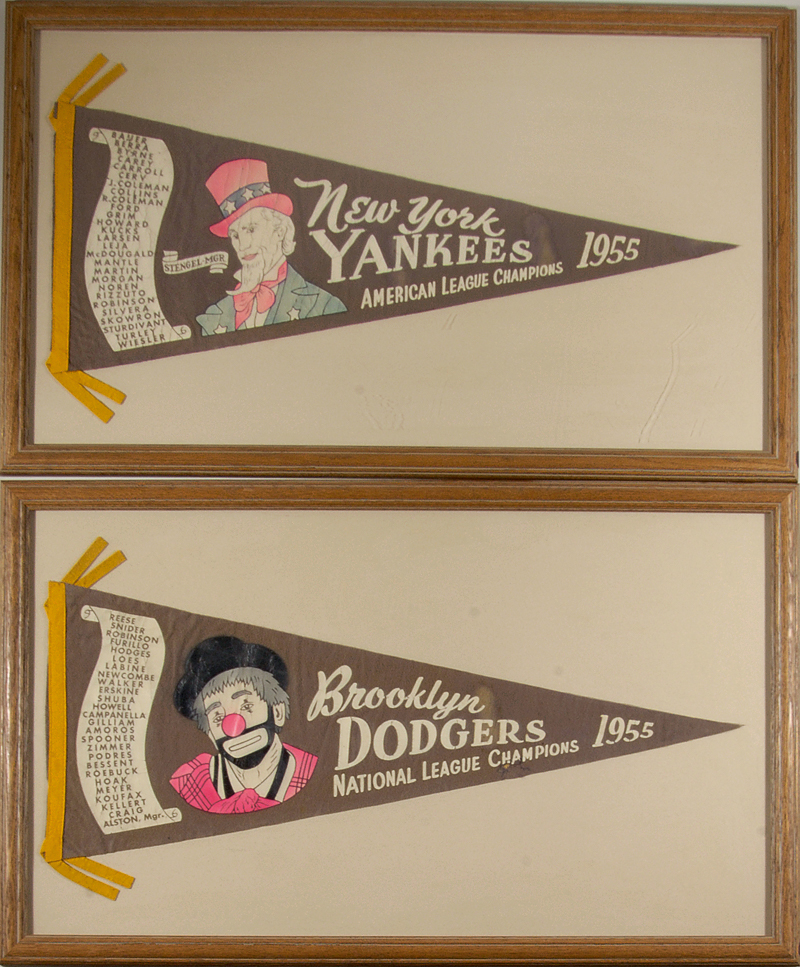 BAUER
BERRA
BYRNE
CAREY
CARROLL
CERV
J. COLEMAN
COLLINS
R. COLEMAN
FORD
GRIM
HOWARD
KUCKS
LARSEN
LEJA
McDOUGALD
MANTLE
MARTIN
MORGAN
NOREN
RIZZUTO
ROBINSON
SILVERA
SKOWRON
STURDIVANT
TURLEY
WIESLER
STENGEL-MGR
New York
YANKEES
AMERICAN LEAGUE CHAMPIONS
1955
REESE
SNIDER
ROBINSON
FURILLO
HODGES
LOES
LABINE
NEWCOMBE
WALKER
ERSKINE
SHUBA
HOWELL
CAMPANELLA
GILLIAM
AMOROS
SPOONER
ZIMMER
PODRES
BESSENT
ROEBUCK
HOAK
MEYER
KOUFAX
KELLERT
CRAIG
ALSTON, Mgr.
Brooklyn
DODGERS
NATIONAL LEAGUE CHAMPIONS
1955